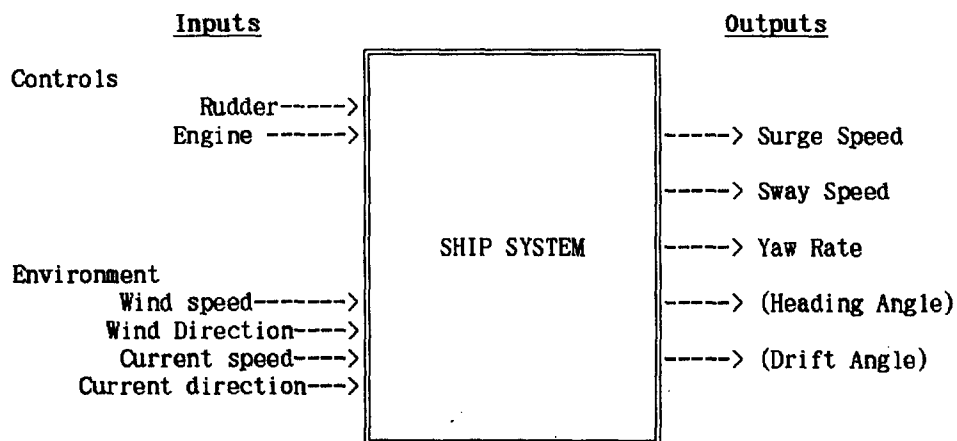 Inputs
Outputs
Controls
Rudder----->
Engine ------>
-----> Surge Speed
-----> Sway Speed
SHIP SYSTEM
-----> Yaw Rate
Environment
Wind speed------->
-----> (Heading Angle)
Wind Direction---->
Current speed----->
-----> (Drift Angle)
Current direction--->